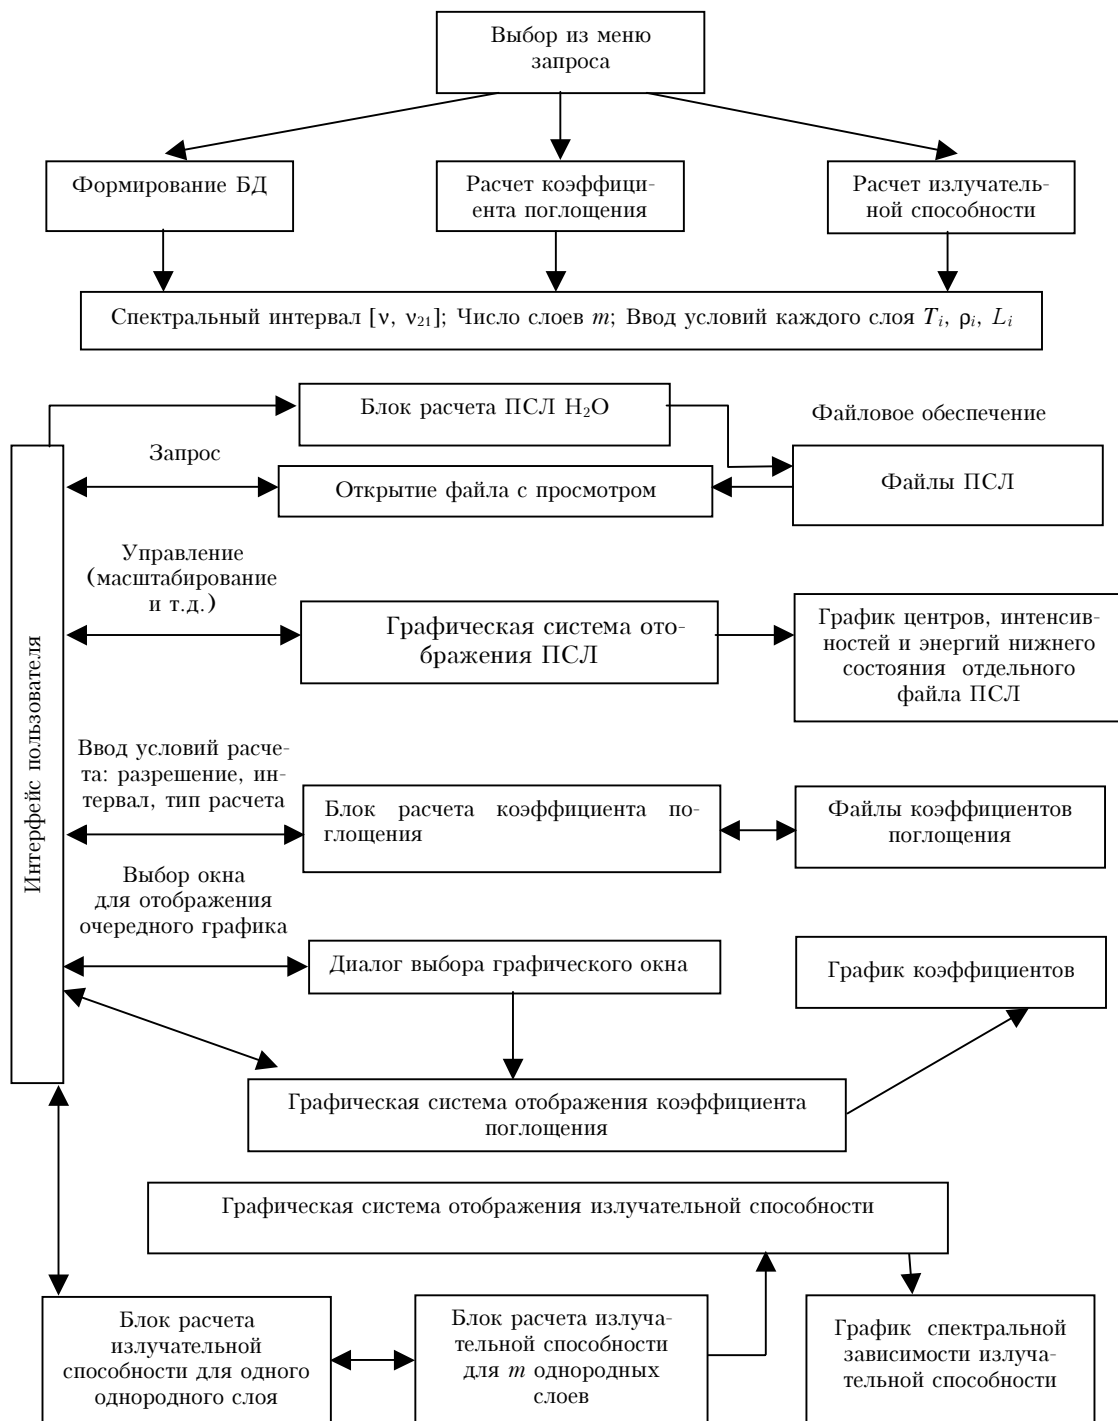 Выбор из меню
запроса
Формирование БД
Расчет коэффици-
ента поглощения
Расчет излучатель-
ной способности
Спектральный интервал [ν, ν₂₁]; Число слоев m; Ввод условий каждого слоя Tᵢ, ρᵢ, Lᵢ
Интерфейс пользователя
Блок расчета ПСЛ H₂O
Файловое обеспечение
Запрос
Открытие файла с просмотром
Файлы ПСЛ
Управление
(масштабирование
и т.д.)
Графическая система ото-
бражения ПСЛ
График центров, интенсив-
ностей и энергий нижнего
состояния отдельного
файла ПСЛ
Ввод условий расче-
та: разрешение, ин-
тервал, тип расчета
Блок расчета коэффициента по-
глощения
Файлы коэффициентов
поглощения
Выбор окна
для отображения
очередного графика
Диалог выбора графического окна
График коэффициентов
Графическая система отображения коэффициента
поглощения
Графическая система отображения излучательной способности
Блок расчета
излучательной
способности для одного
однородного слоя
Блок расчета излуча-
тельной способности
для m однородных
слоев
График спектральной
зависимости излуча-
тельной способности